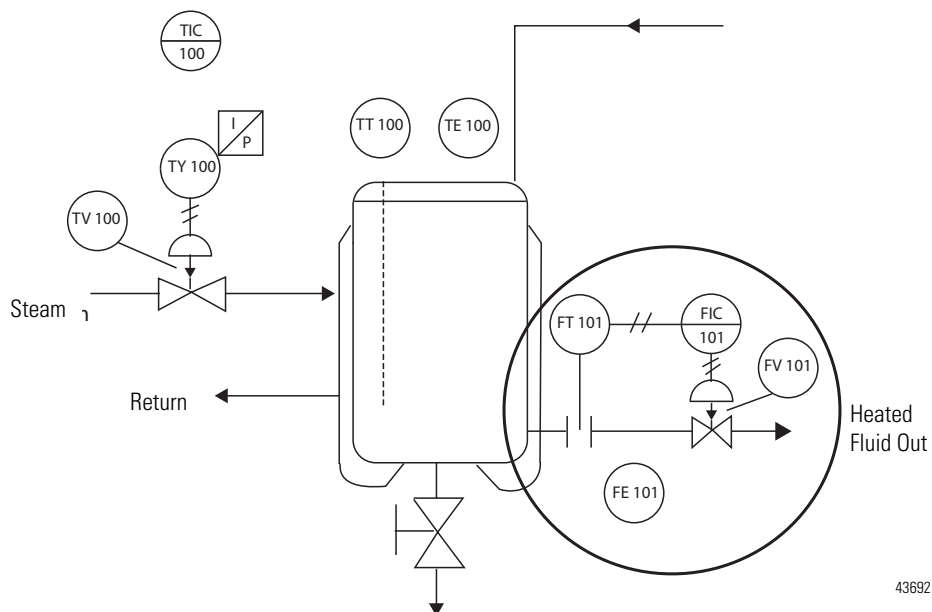 TIC
100
I
P
TT 100
TE 100
TY 100
TV 100
Steam
FT 101
FIC
101
FV 101
Return
Heated
Fluid Out
FE 101
43692